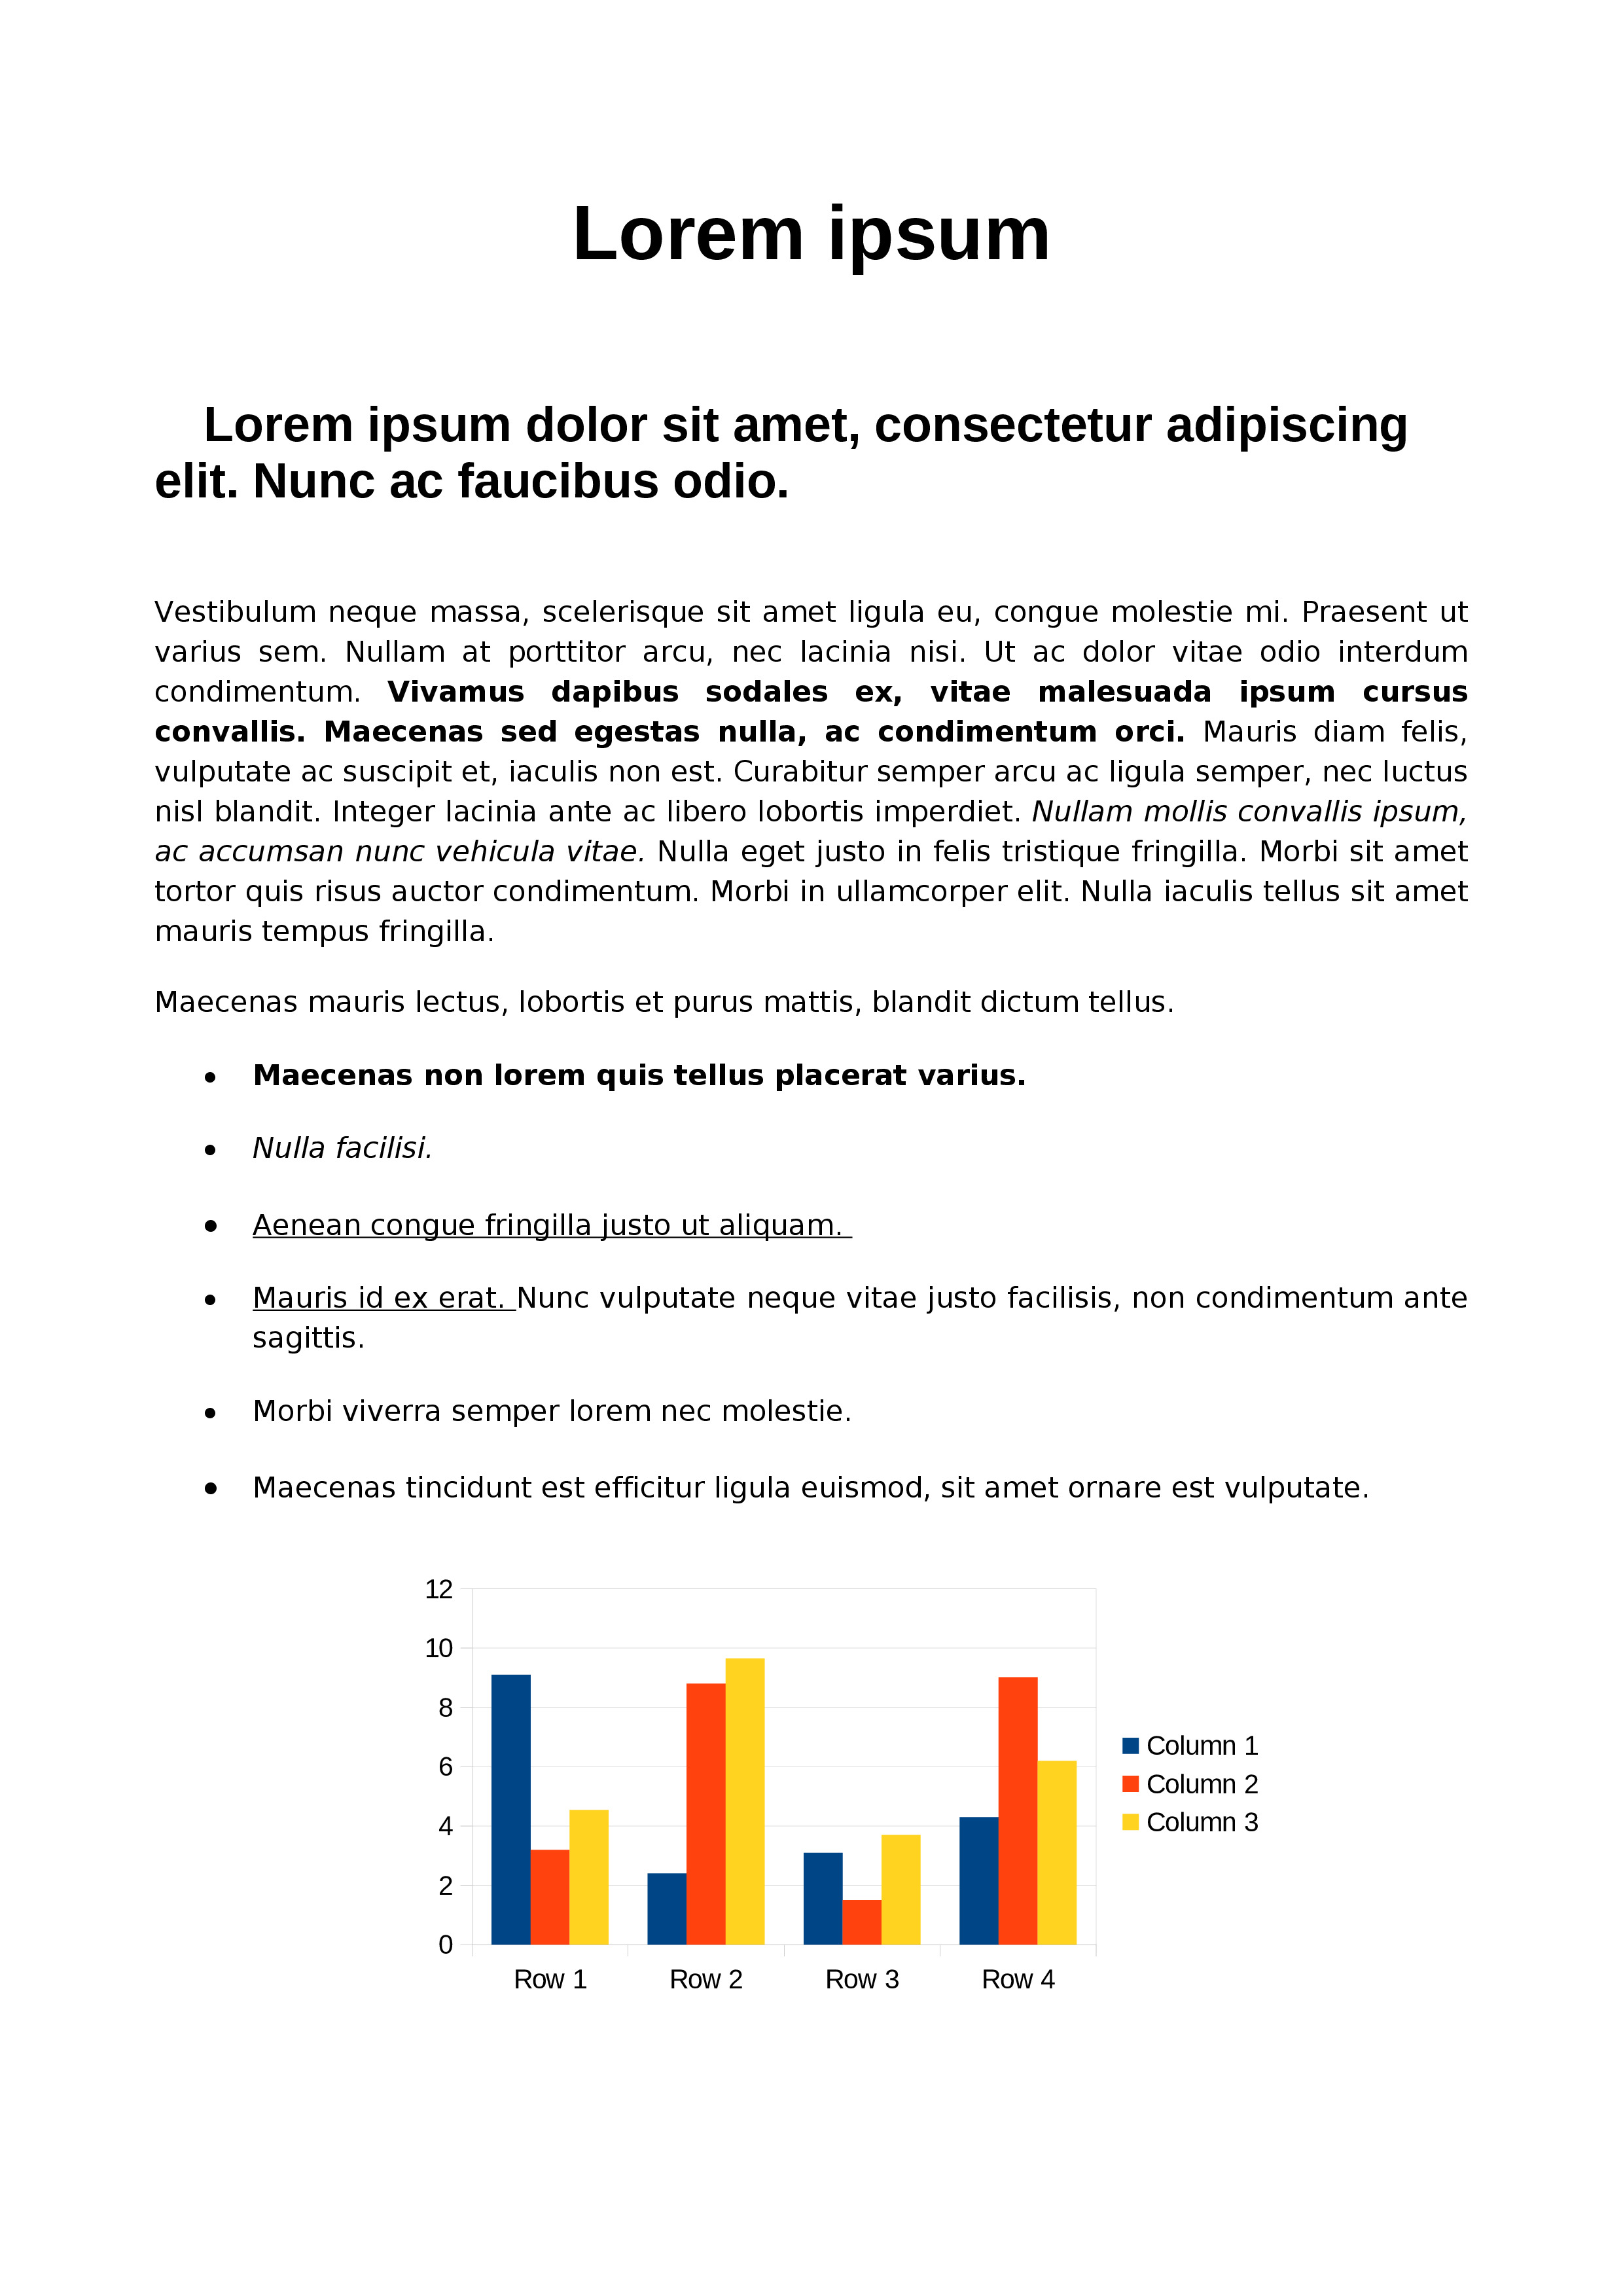 Lorem ipsum
Lorem ipsum dolor sit amet, consectetur adipiscing
elit. Nunc ac faucibus odio.
Vestibulum neque massa, scelerisque sit amet ligula eu, congue molestie mi. Praesent ut
varius sem. Nullam at porttitor arcu, nec lacinia nisi. Ut ac dolor vitae odio interdum
condimentum. Vivamus dapibus sodales ex, vitae malesuada ipsum cursus
convallis. Maecenas sed egestas nulla, ac condimentum orci. Mauris diam felis,
vulputate ac suscipit et, iaculis non est. Curabitur semper arcu ac ligula semper, nec luctus
nisl blandit. Integer lacinia ante ac libero lobortis imperdiet. Nullam mollis convallis ipsum,
ac accumsan nunc vehicula vitae. Nulla eget justo in felis tristique fringilla. Morbi sit amet
tortor quis risus auctor condimentum. Morbi in ullamcorper elit. Nulla iaculis tellus sit amet
mauris tempus fringilla.
Maecenas mauris lectus, lobortis et purus mattis, blandit dictum tellus.
• Maecenas non lorem quis tellus placerat varius.
• Nulla facilisi.
• Aenean congue fringilla justo ut aliquam.
• Mauris id ex erat. Nunc vulputate neque vitae justo facilisis, non condimentum ante
sagittis.
• Morbi viverra semper lorem nec molestie.
• Maecenas tincidunt est efficitur ligula euismod, sit amet ornare est vulputate.
12
10
8
6
4
2
0
Row 1 Row 2 Row 3 Row 4
Column 1
Column 2
Column 3